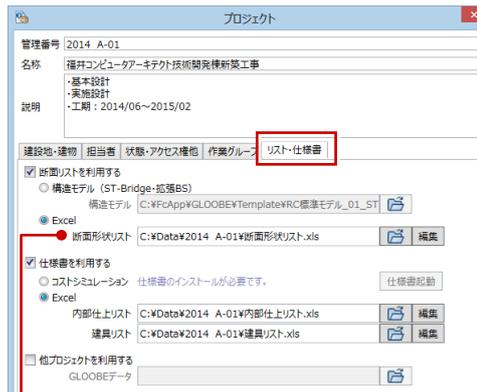 プロジェクト
管理番号 2014 A-01
名称 福井コンピュータアーキテクト技術開発棟新築工事
・基本設計
・実施設計
説明 ・工期：2014/06～2015/02
建設地・建物 担当者 状態・アクセス権他 作業グループ リスト・仕様書
断面リストを利用する
構造モデル（ST-Bridge・拡張BS）
構造モデル C:¥FcApp¥GLOOBE¥Template¥RC標準モデル_01_ST
Excel
断面形状リスト C:¥Data¥2014 A-01¥断面形状リスト.xls 編集
仕様書を利用する
コストシミュレーション 仕様書のインストールが必要です。 仕様書起動
Excel
内部仕上リスト C:¥Data¥2014 A-01¥内部仕上リスト.xls 編集
建具リスト C:¥Data¥2014 A-01¥建具リスト.xls 編集
他プロジェクトを利用する
GLOOBEデータ